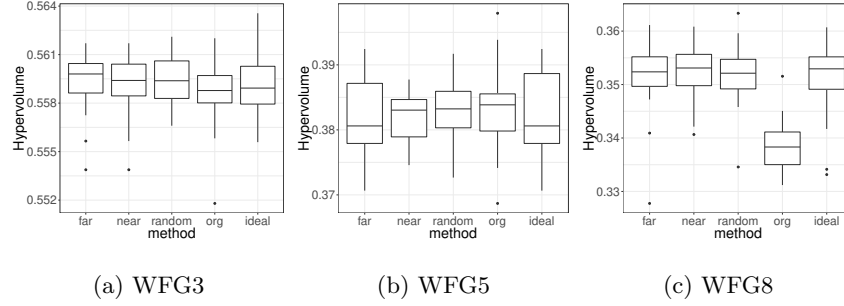 0.564
0.561
0.558
0.555
0.552
Hypervolume
far near random org ideal
method
(a) WFG3
0.39
0.38
0.37
Hypervolume
far near random org ideal
method
(b) WFG5
0.36
0.35
0.34
0.33
Hypervolume
far near random org ideal
method
(c) WFG8